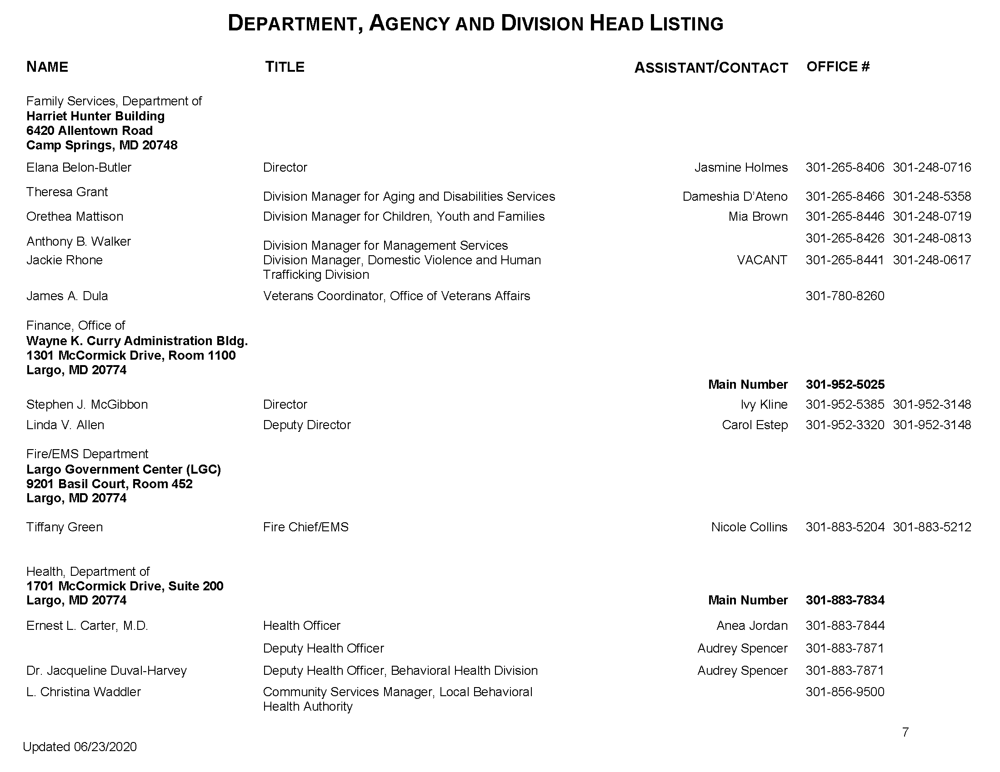 DEPARTMENT, AGENCY AND DIVISION HEAD LISTING
NAME TITLE ASSISTANT/CONTACT OFFICE #
Family Services, Department of
Harriet Hunter Building
6420 Allentown Road
Camp Springs, MD 20748
Elana Belon-Butler Director Jasmine Holmes 301-265-8406 301-248-0716
Theresa Grant Division Manager for Aging and Disabilities Services Dameshia D’Ateno 301-265-8466 301-248-5358
Orethea Mattison Division Manager for Children, Youth and Families Mia Brown 301-265-8446 301-248-0719
Anthony B. Walker Division Manager for Management Services 301-265-8426 301-248-0813
Jackie Rhone Division Manager, Domestic Violence and Human VACANT 301-265-8441 301-248-0617
Trafficking Division
James A. Dula Veterans Coordinator, Office of Veterans Affairs 301-780-8260
Finance, Office of
Wayne K. Curry Administration Bldg.
1301 McCormick Drive, Room 1100
Largo, MD 20774
Main Number 301-952-5025
Stephen J. McGibbon Director Ivy Kline 301-952-5385 301-952-3148
Linda V. Allen Deputy Director Carol Estep 301-952-3320 301-952-3148
Fire/EMS Department
Largo Government Center (LGC)
9201 Basil Court, Room 452
Largo, MD 20774
Tiffany Green Fire Chief/EMS Nicole Collins 301-883-5204 301-883-5212
Health, Department of
1701 McCormick Drive, Suite 200
Largo, MD 20774 Main Number 301-883-7834
Ernest L. Carter, M.D. Health Officer Anea Jordan 301-883-7844
Deputy Health Officer Audrey Spencer 301-883-7871
Dr. Jacqueline Duval-Harvey Deputy Health Officer, Behavioral Health Division Audrey Spencer 301-883-7871
L. Christina Waddler Community Services Manager, Local Behavioral 301-856-9500
Health Authority
7
Updated 06/23/2020